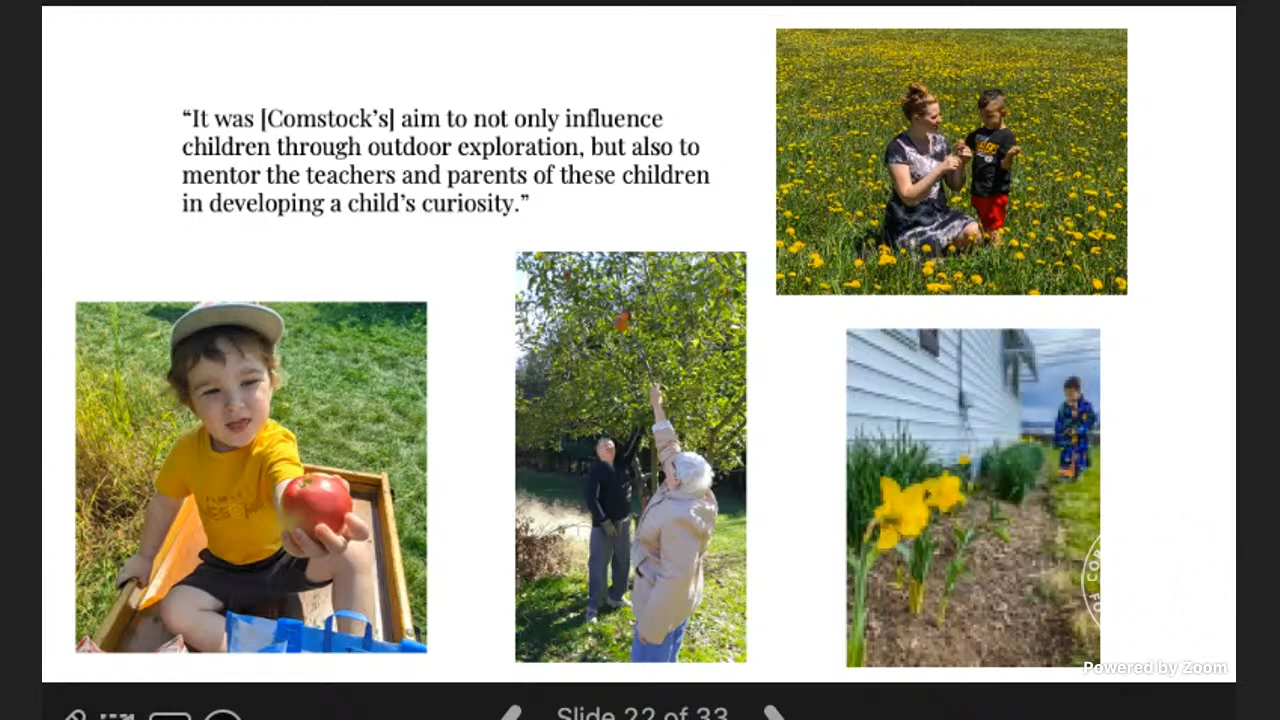 “It was [Comstock’s] aim to not only influence
children through outdoor exploration, but also to
mentor the teachers and parents of these children
in developing a child’s curiosity.”
Powered by Zoom
Slide 22 of 33